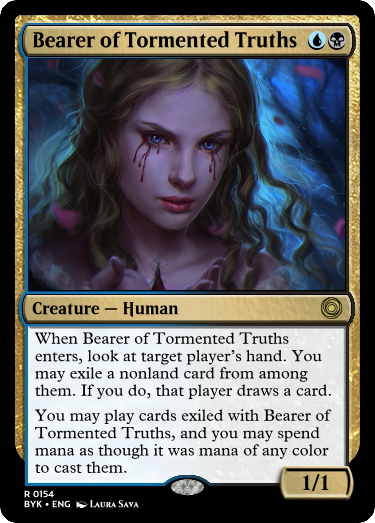 Bearer of Tormented Truths
Creature — Human
When Bearer of Tormented Truths
enters, look at target player's hand. You
may exile a nonland card from among
them. If you do, that player draws a card.
You may play cards exiled with Bearer of
Tormented Truths, and you may spend
mana as though it was mana of any color
to cast them.
1/1
R 0154
BYK • ENG Laura Sava